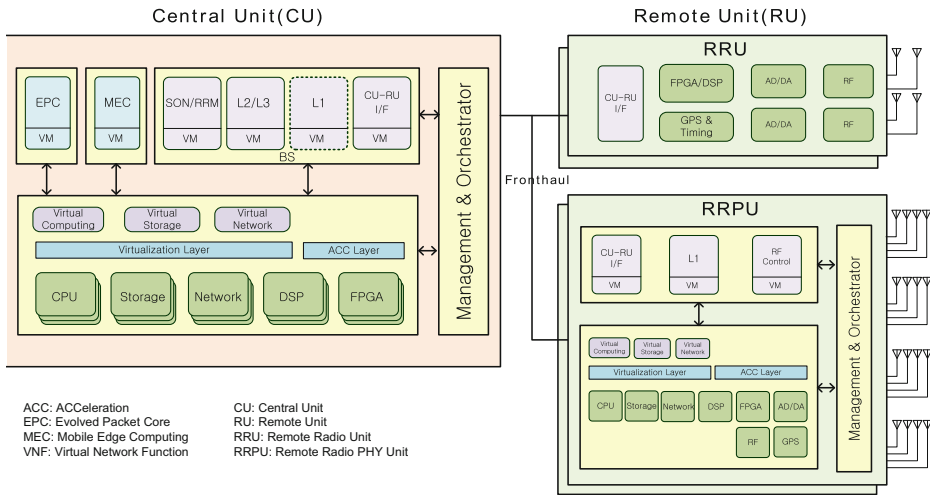 Central Unit(CU)
EPC
VM
MEC
VM
SON/RRM
VM
L2/L3
VM
L1
VM
CU-RU
I/F
VM
BS
Virtual
Computing
Virtual
Storage
Virtual
Network
Virtualization Layer
ACC Layer
CPU
Storage
Network
DSP
FPGA
Management & Orchestrator
Fronthaul
Remote Unit(RU)
RRU
CU-RU
I/F
FPGA/DSP
GPS &
Timing
AD/DA
RF
AD/DA
RF
RRPU
CU-RU
I/F
VM
L1
VM
RF
Control
VM
Virtual
Computing
Virtual
Storage
Virtual
Network
Virtualization Layer
ACC Layer
CPU
Storage
Network
DSP
FPGA
AD/DA
RF
GPS
Management & Orchestrator
ACC: ACCeleration
EPC: Evolved Packet Core
MEC: Mobile Edge Computing
VNF: Virtual Network Function
CU: Central Unit
RU: Remote Unit
RRU: Remote Radio Unit
RRPU: Remote Radio PHY Unit